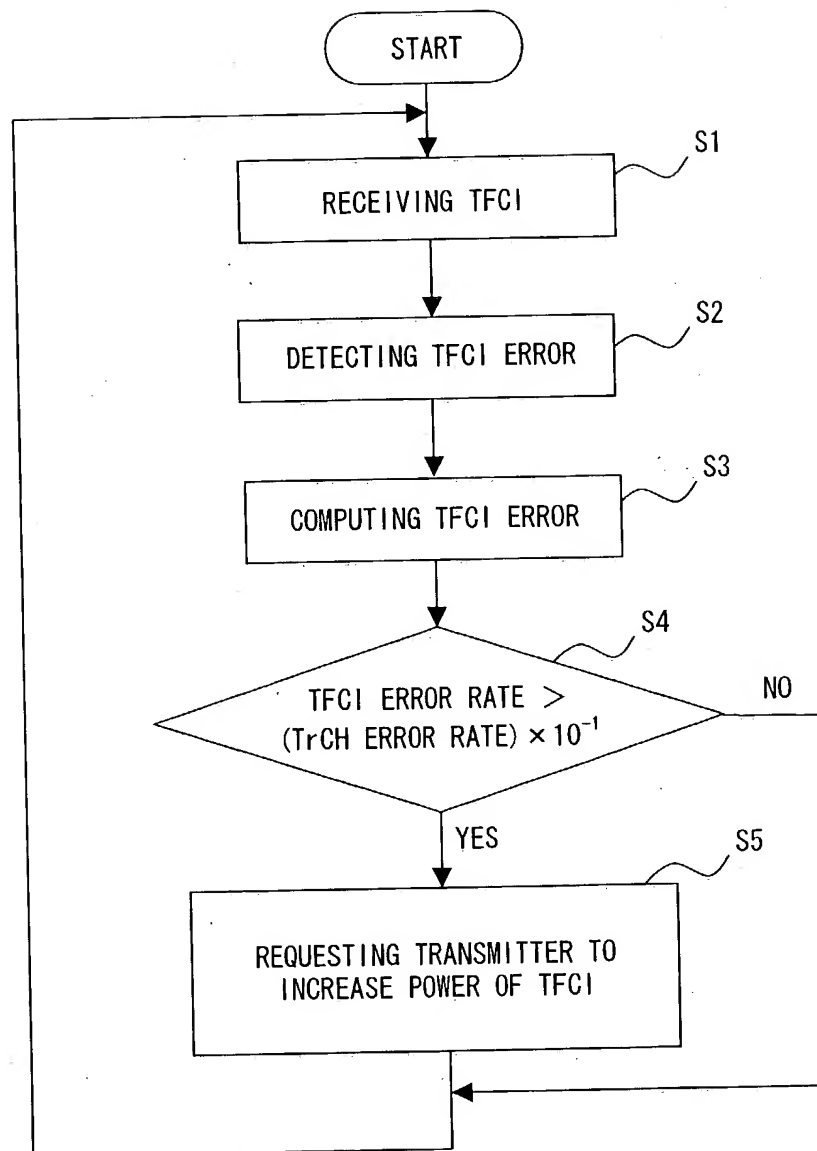 START
S1
RECEIVING TFCI
S2
DETECTING TFCI ERROR
S3
COMPUTING TFCI ERROR
S4
TFCI ERROR RATE >
(TrCH ERROR RATE) × 10⁻¹
NO
YES
S5
REQUESTING TRANSMITTER TO
INCREASE POWER OF TFCI